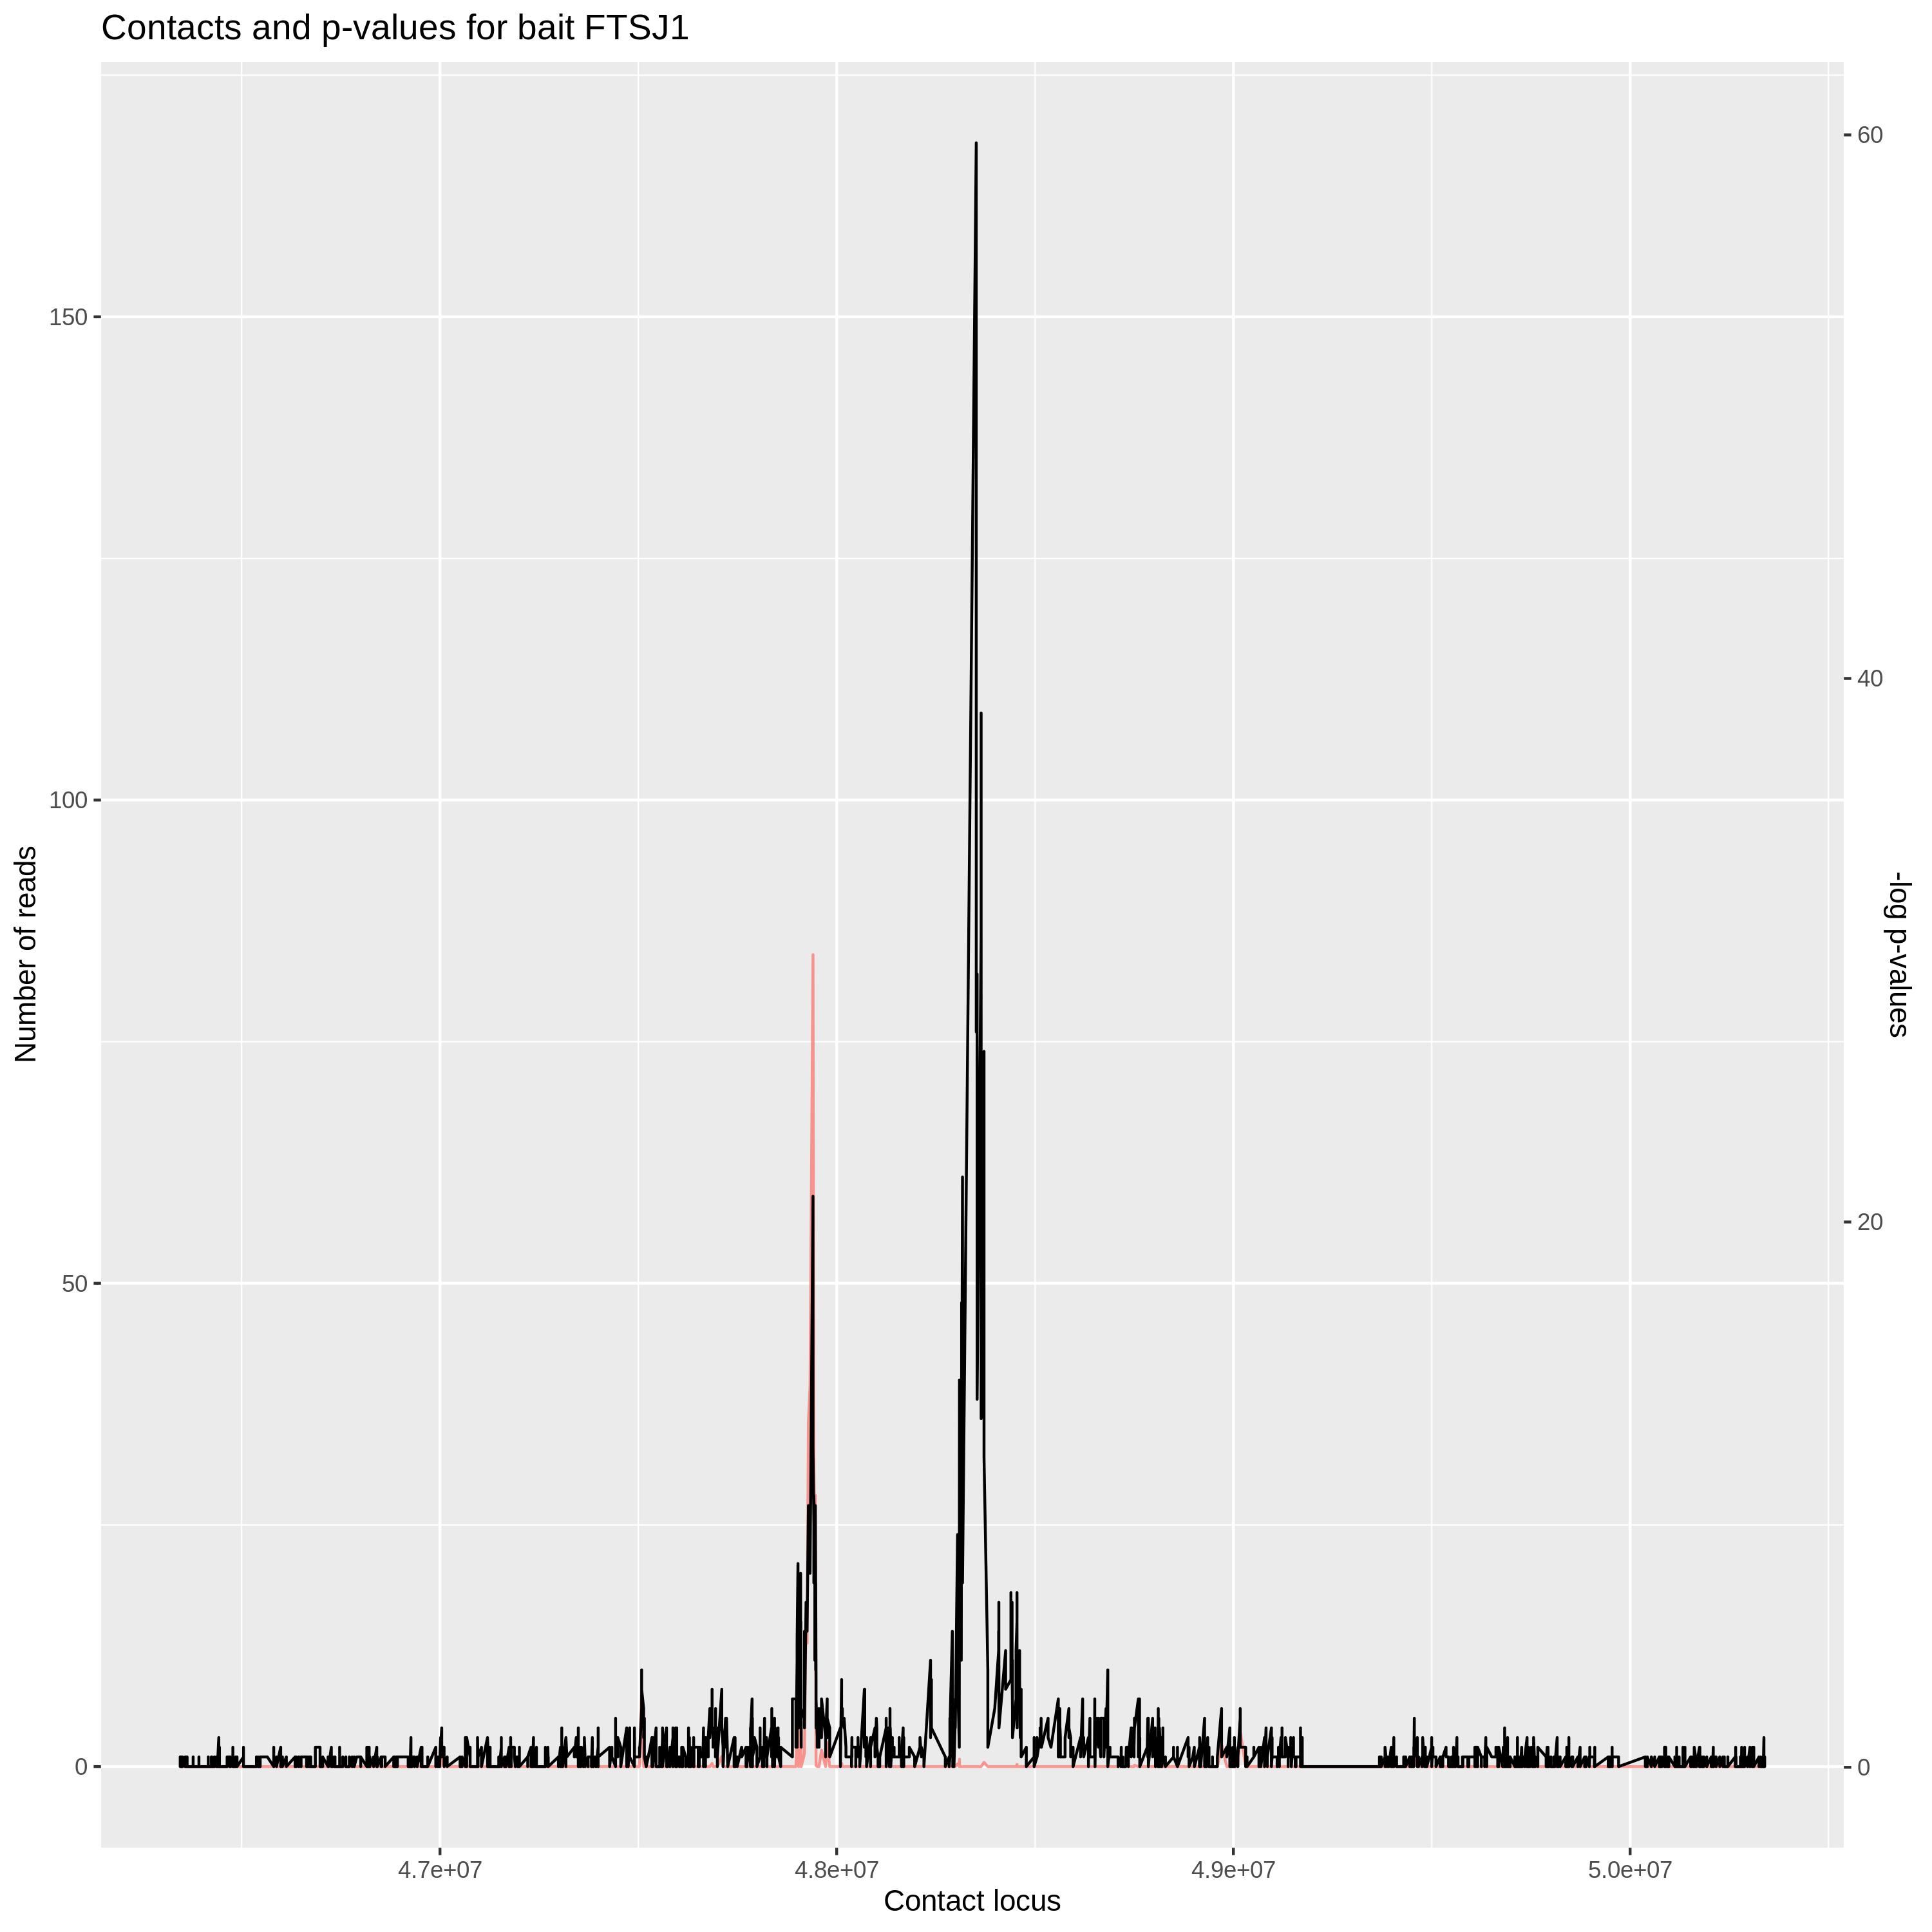 Contacts and p-values for bait FTSJ1
150
100
50
0
Number of reads
60
40
20
0
-log p-values
4.7e+07
4.8e+07
4.9e+07
5.0e+07
Contact locus